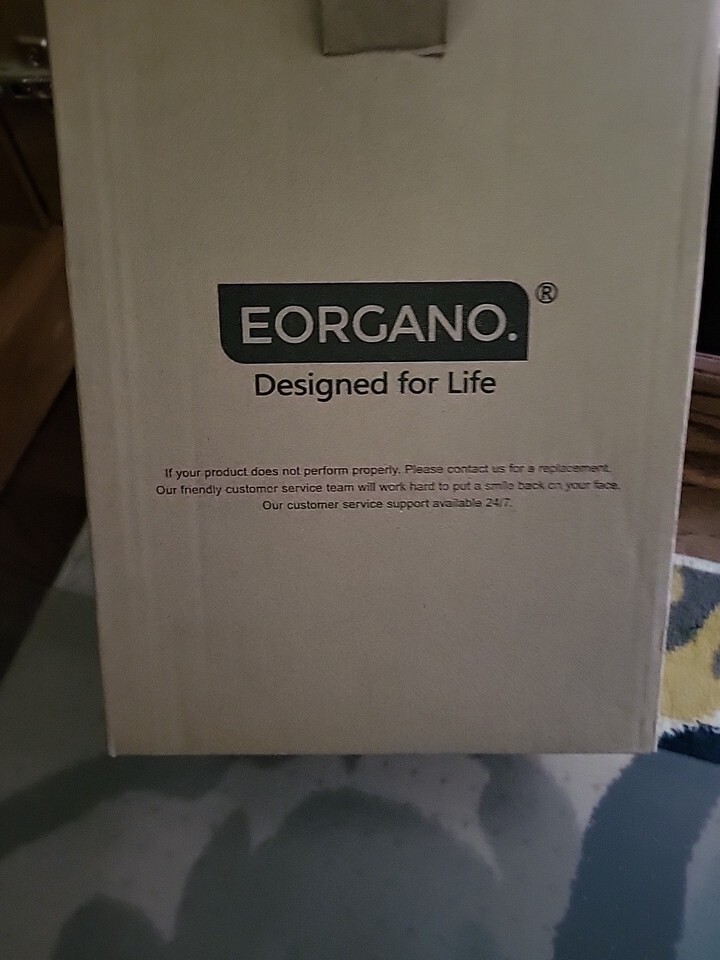 EORGANO.®
Designed for Life
If your product does not perform properly. Please contact us for a replacement.
Our friendly customer service team will work hard to put a smile back on your face.
Our customer service support available 24/7.